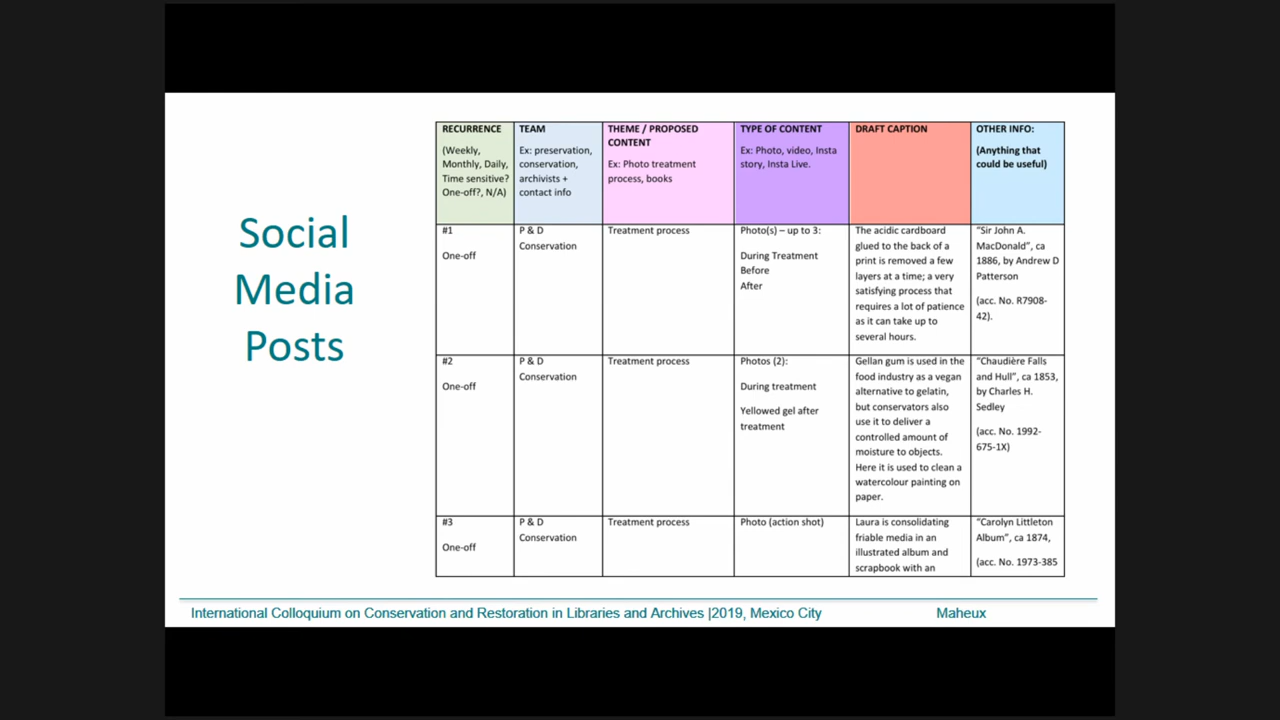 Social
Media
Posts
RECURRENCE
(Weekly,
Monthly, Daily,
Time sensitive?
One-off?, N/A)
TEAM
Ex: preservation,
conservation,
archivists +
contact info
THEME / PROPOSED
CONTENT
Ex: Photo treatment
process, books
TYPE OF CONTENT
Ex: Photo, video, Insta
story, Insta Live.
DRAFT CAPTION
OTHER INFO:
(Anything that
could be useful)
#1
One-off
P & D
Conservation
Treatment process
Photo(s) – up to 3:
During Treatment
Before
After
The acidic cardboard
glued to the back of a
print is removed a few
layers at a time; a very
satisfying process that
requires a lot of patience
as it can take up to
several hours.
“Sir John A.
MacDonald”, ca
1886, by Andrew D
Patterson
(acc. No. R7908-
42).
#2
One-off
P & D
Conservation
Treatment process
Photos (2):
During treatment
Yellowed gel after
treatment
Gellan gum is used in the
food industry as a vegan
alternative to gelatin,
but conservators also
use it to deliver a
controlled amount of
moisture to objects.
Here it is used to clean a
watercolour painting on
paper.
“Chaudière Falls
and Hull”, ca 1853,
by Charles H.
Sedley
(acc. No. 1992-
675-1X)
#3
One-off
P & D
Conservation
Treatment process
Photo (action shot)
Laura is consolidating
friable media in an
illustrated album and
scrapbook with an
“Carolyn Littleton
Album”, ca 1874,
(acc. No. 1973-385
International Colloquium on Conservation and Restoration in Libraries and Archives |2019, Mexico City
Maheux